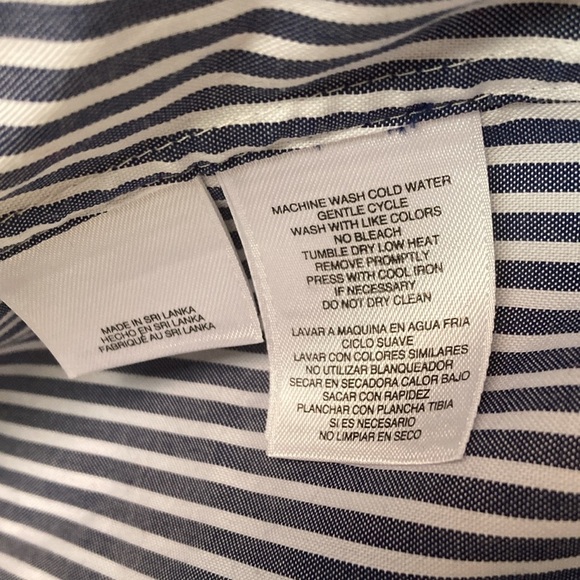 MADE IN SRI LANKA
HECHO EN SRI LANKA
FABRIQUÉ AU SRI LANKA
MACHINE WASH COLD WATER
GENTLE CYCLE
WASH WITH LIKE COLORS
NO BLEACH
TUMBLE DRY LOW HEAT
REMOVE PROMPTLY
PRESS WITH COOL IRON
IF NECESSARY
DO NOT DRY CLEAN
LAVAR A MAQUINA EN AGUA FRIA
CICLO SUAVE
LAVAR CON COLORES SIMILARES
NO UTILIZAR BLANQUEADOR
SECAR EN SECADORA CALOR BAJO
SACAR CON RAPIDEZ
PLANCHAR CON PLANCHA TIBIA
SI ES NECESARIO
NO LIMPIAR EN SECO